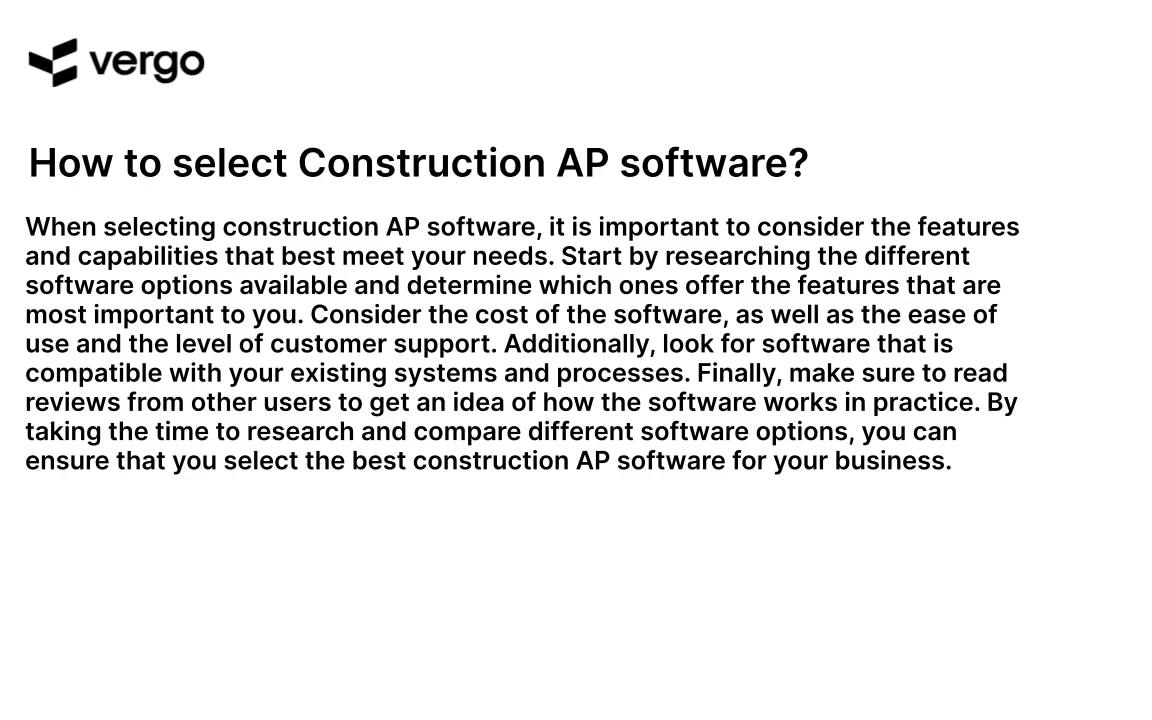 vergo
How to select Construction AP software?
When selecting construction AP software, it is important to consider the features
and capabilities that best meet your needs. Start by researching the different
software options available and determine which ones offer the features that are
most important to you. Consider the cost of the software, as well as the ease of
use and the level of customer support. Additionally, look for software that is
compatible with your existing systems and processes. Finally, make sure to read
reviews from other users to get an idea of how the software works in practice. By
taking the time to research and compare different software options, you can
ensure that you select the best construction AP software for your business.